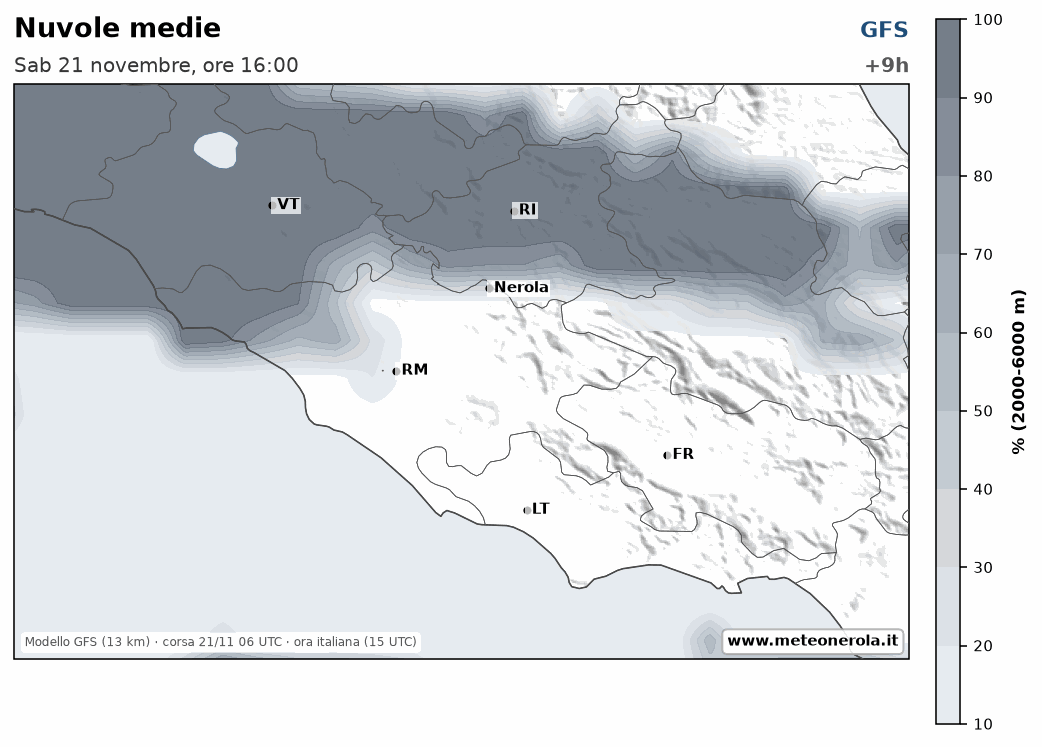 Nuvole medie
GFS
Sab 21 novembre, ore 16:00
+9h
100
90
80
70
60
50
40
30
20
10
% (2000-6000 m)
VT
RI
Nerola
RM
FR
LT
Modello GFS (13 km) · corsa 21/11 06 UTC · ora italiana (15 UTC)
www.meteonerola.it